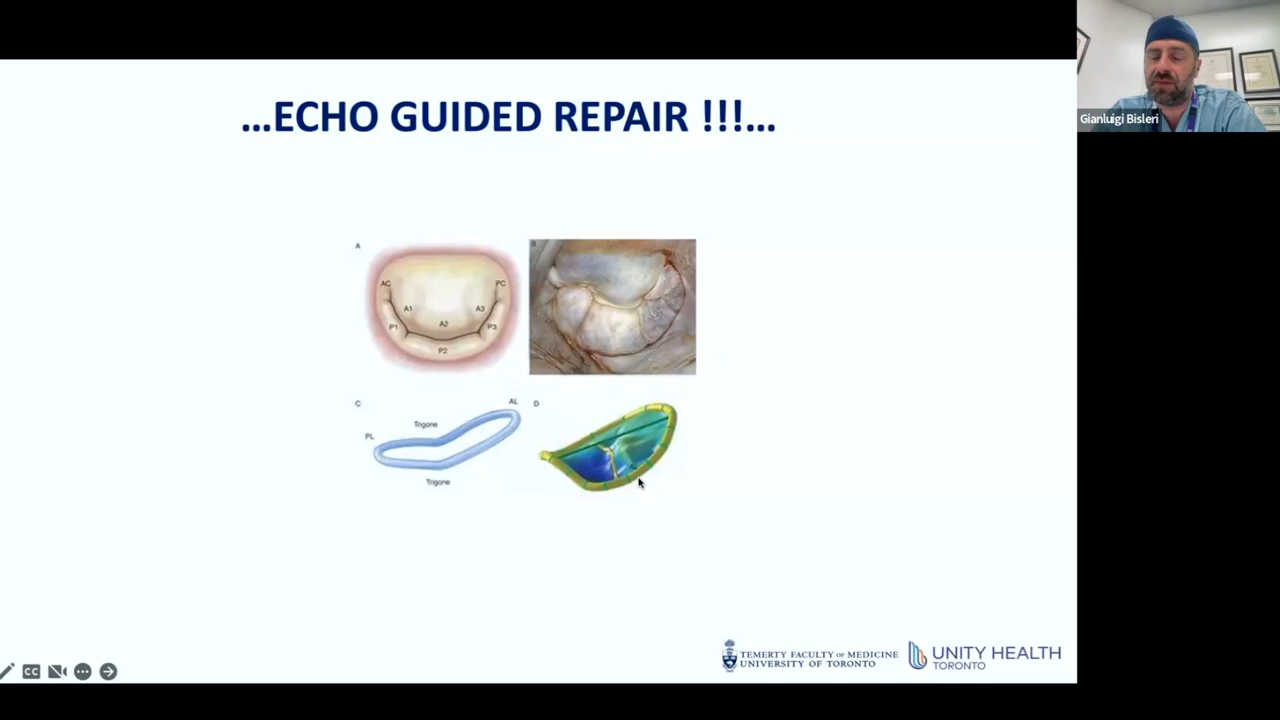 ...ECHO GUIDED REPAIR !!!...
Gianluigi Bisleri
A
B
AC
PC
A1
A3
A2
P1
P3
P2
C
AL
D
Trigone
PL
Trigone
TEMERTY FACULTY OF MEDICINE
UNIVERSITY OF TORONTO
UNITY HEALTH
TORONTO
CC